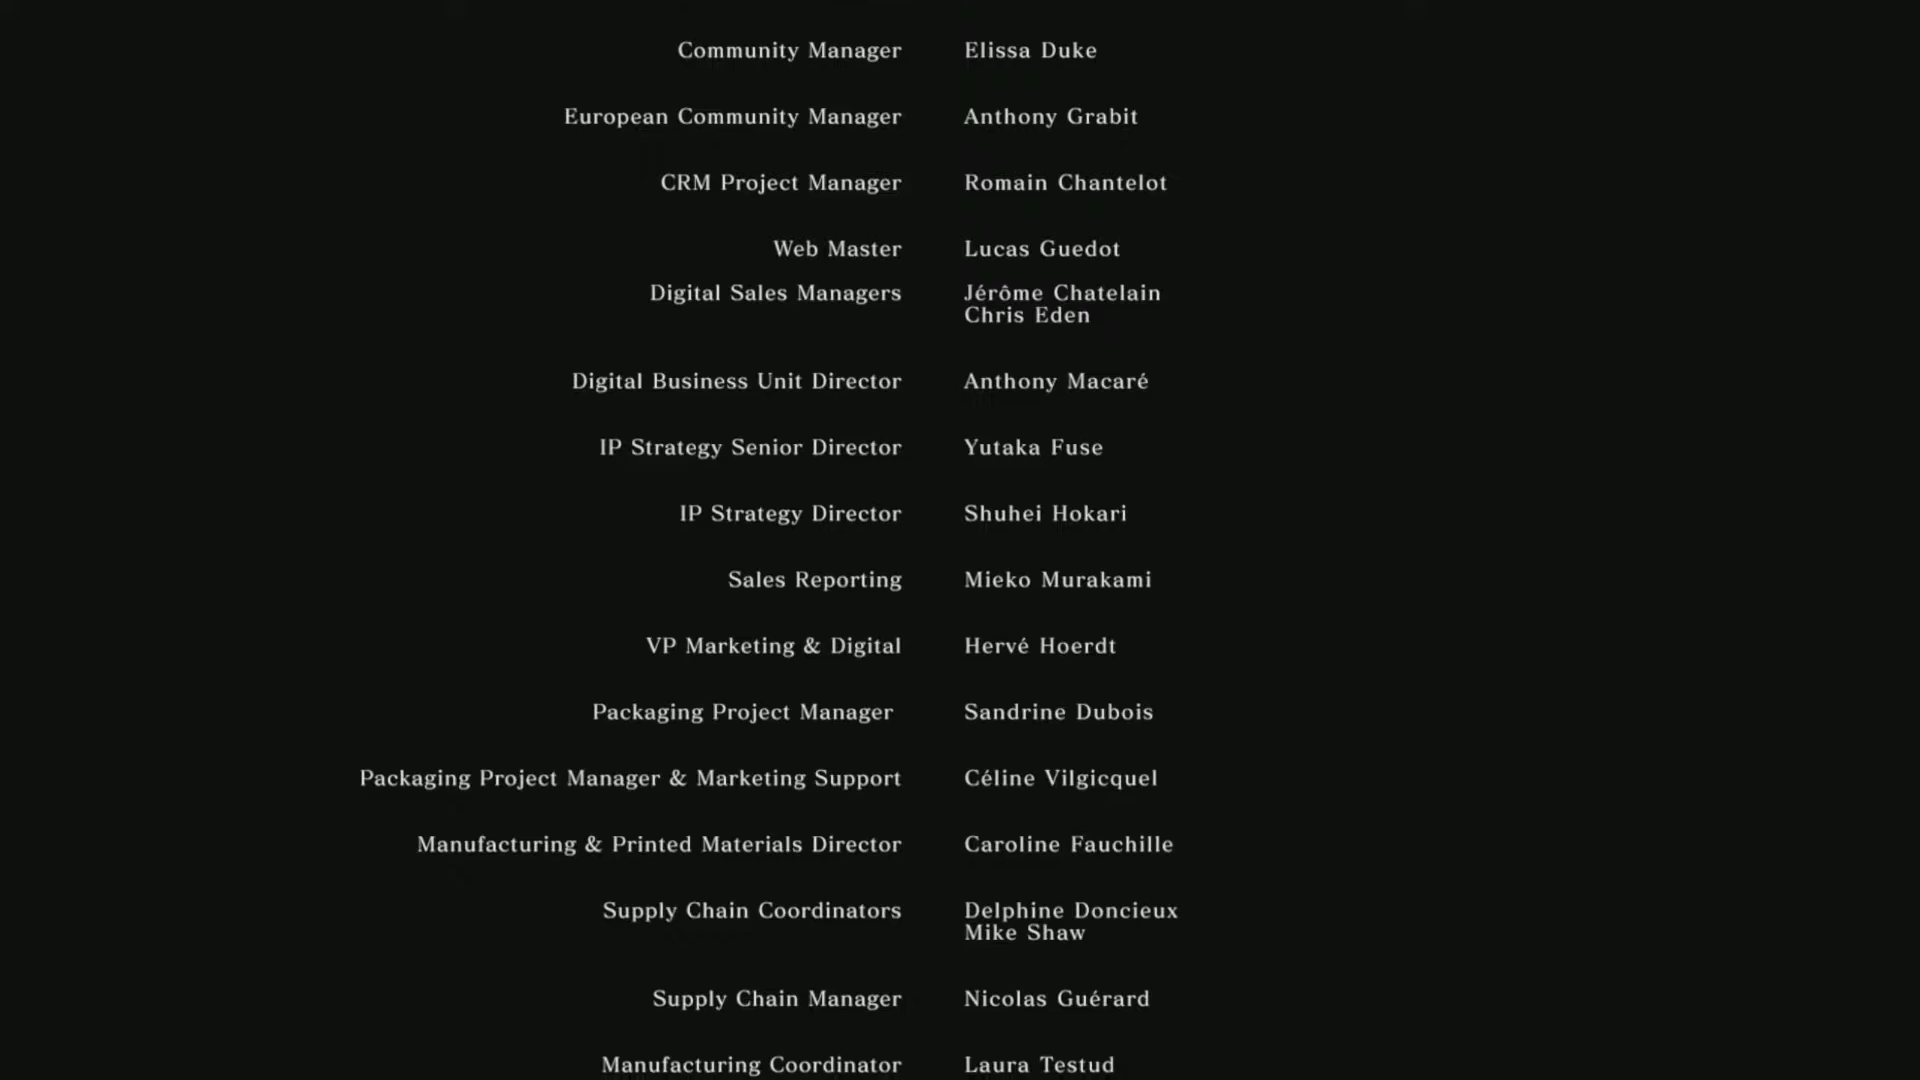 Community Manager Elissa Duke
European Community Manager Anthony Grabit
CRM Project Manager Romain Chantelot
Web Master Lucas Guedot
Digital Sales Managers Jérôme Chatelain
Chris Eden
Digital Business Unit Director Anthony Macaré
IP Strategy Senior Director Yutaka Fuse
IP Strategy Director Shuhei Hokari
Sales Reporting Mieko Murakami
VP Marketing & Digital Hervé Hoerdt
Packaging Project Manager Sandrine Dubois
Packaging Project Manager & Marketing Support Céline Vilgicquel
Manufacturing & Printed Materials Director Caroline Fauchille
Supply Chain Coordinators Delphine Doncieux
Mike Shaw
Supply Chain Manager Nicolas Guérard
Manufacturing Coordinator Laura Testud